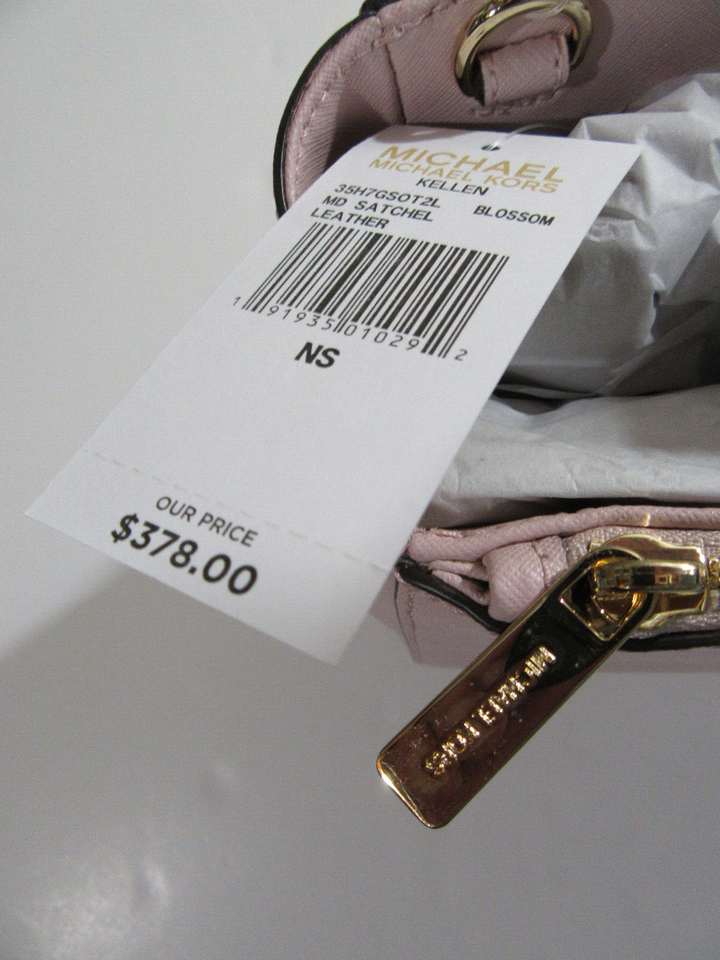 MICHAEL
MICHAEL KORS
KELLEN
35H7GSOT2L BLOSSOM
MD SATCHEL
LEATHER
1 91935 01029 2
NS
OUR PRICE
$378.00
MICHAEL KORS